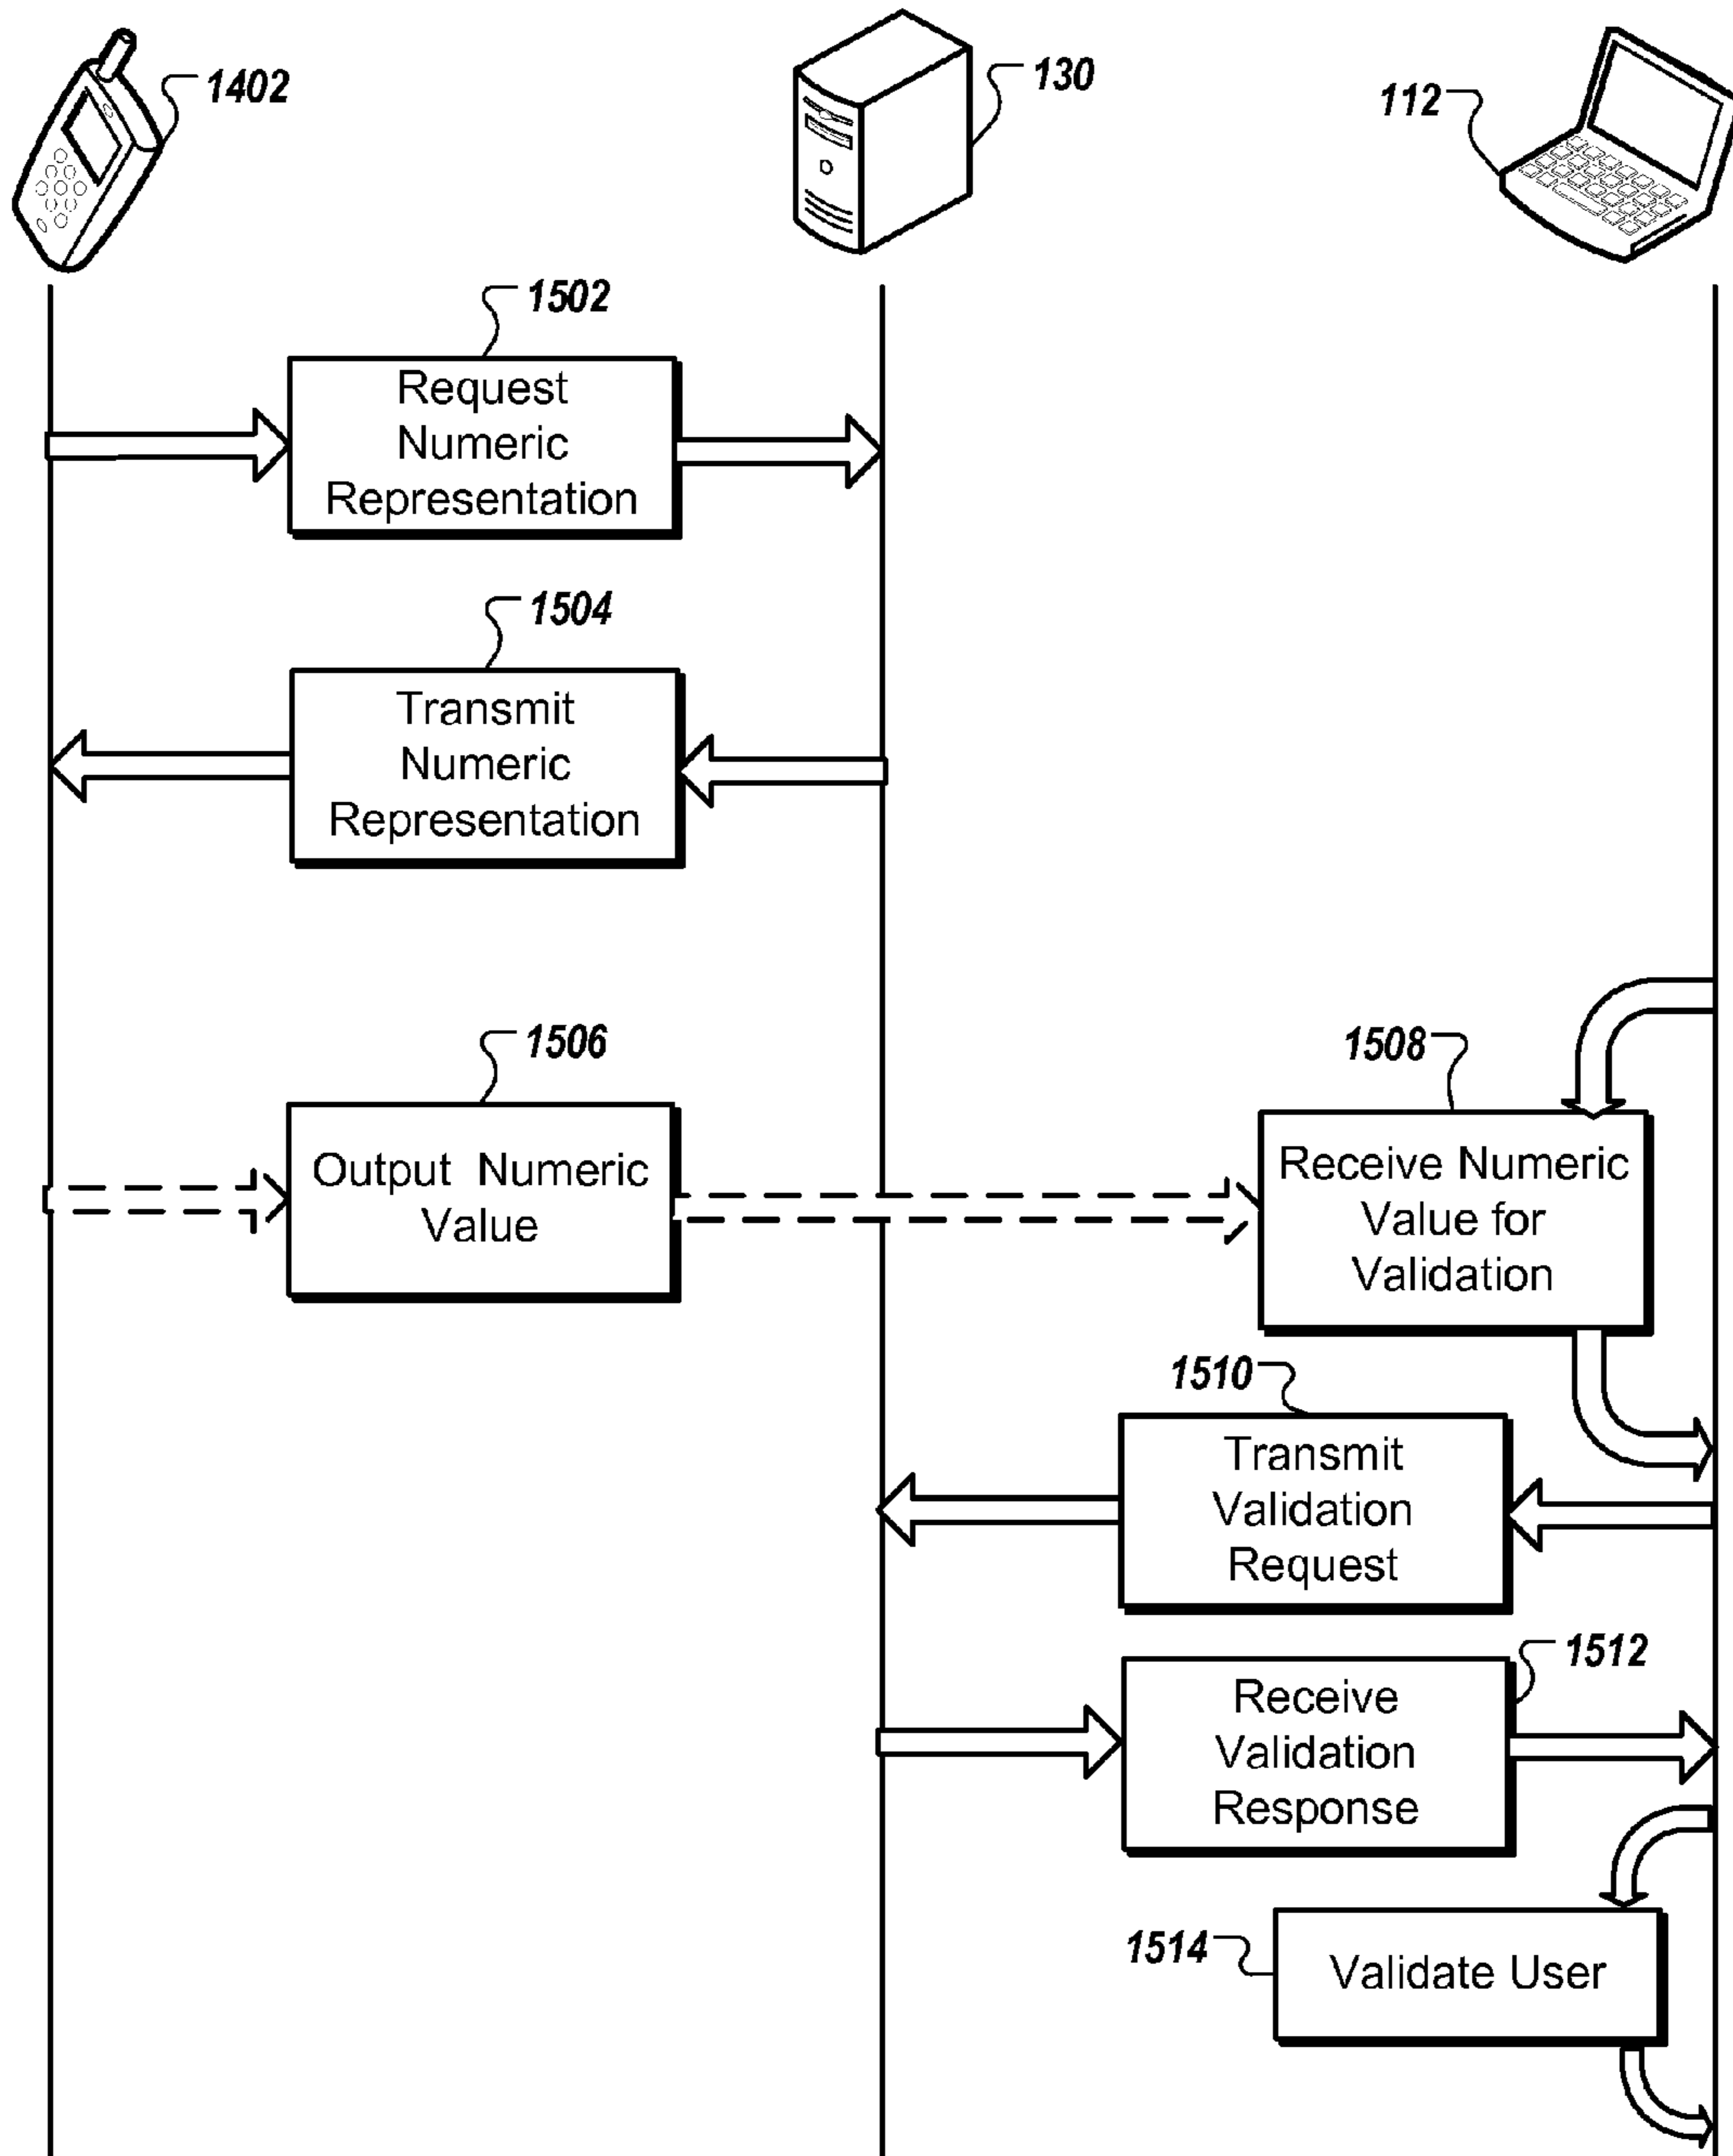 1402
130
112
1502
Request
Numeric
Representation
1504
Transmit
Numeric
Representation
1506
Output Numeric
Value
1508
Receive Numeric
Value for
Validation
1510
Transmit
Validation
Request
1512
Receive
Validation
Response
1514
Validate User